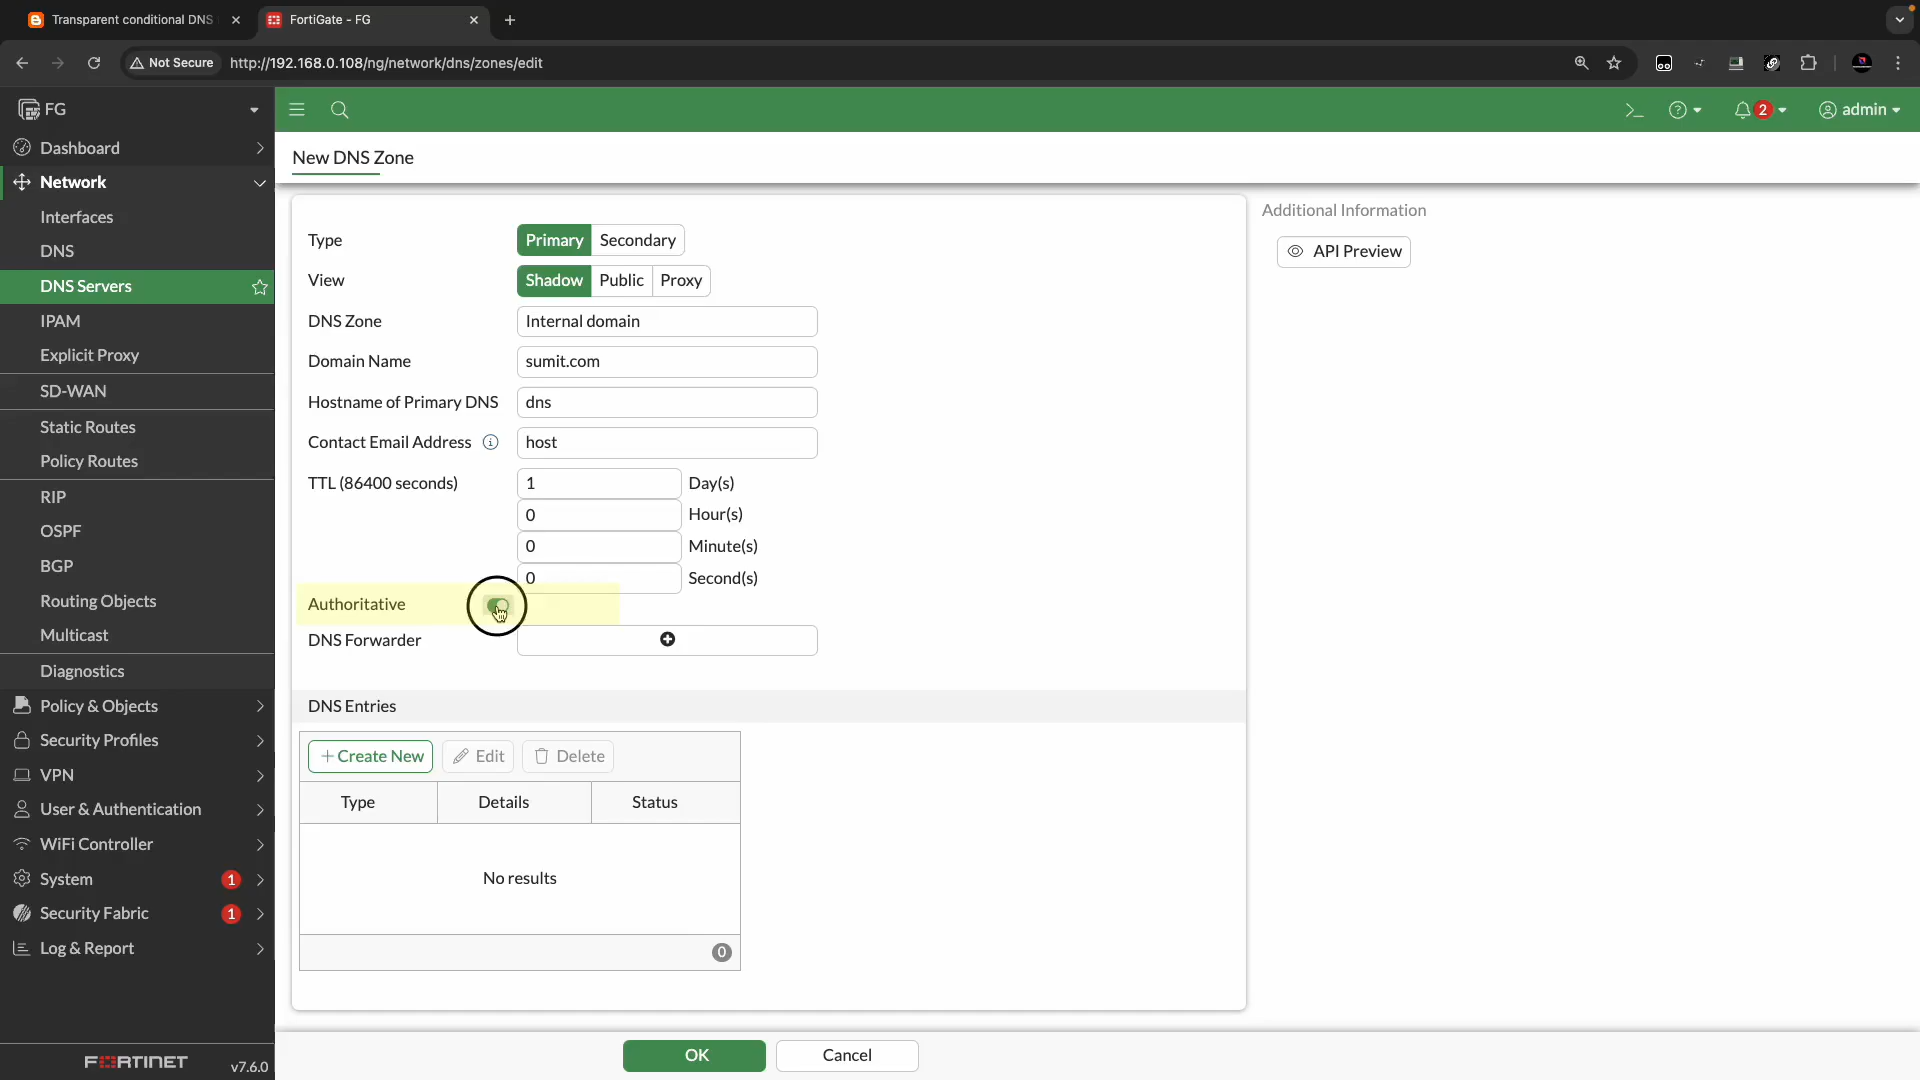 Transparent conditional DNS
FortiGate - FG
Not Secure
http://192.168.0.108/ng/network/dns/zones/edit
FG
2
admin
Dashboard
Network
Interfaces
DNS
DNS Servers
IPAM
Explicit Proxy
SD-WAN
Static Routes
Policy Routes
RIP
OSPF
BGP
Routing Objects
Multicast
Diagnostics
Policy & Objects
Security Profiles
VPN
User & Authentication
WiFi Controller
System 1
Security Fabric 1
Log & Report
FORTINET v7.6.0
New DNS Zone
Type Primary Secondary
View Shadow Public Proxy
DNS Zone Internal domain
Domain Name sumit.com
Hostname of Primary DNS dns
Contact Email Address host
TTL (86400 seconds) 1 Day(s)
0 Hour(s)
0 Minute(s)
0 Second(s)
Authoritative
DNS Forwarder
DNS Entries
Create New Edit Delete
Type Details Status
No results
0
OK Cancel
Additional Information
API Preview